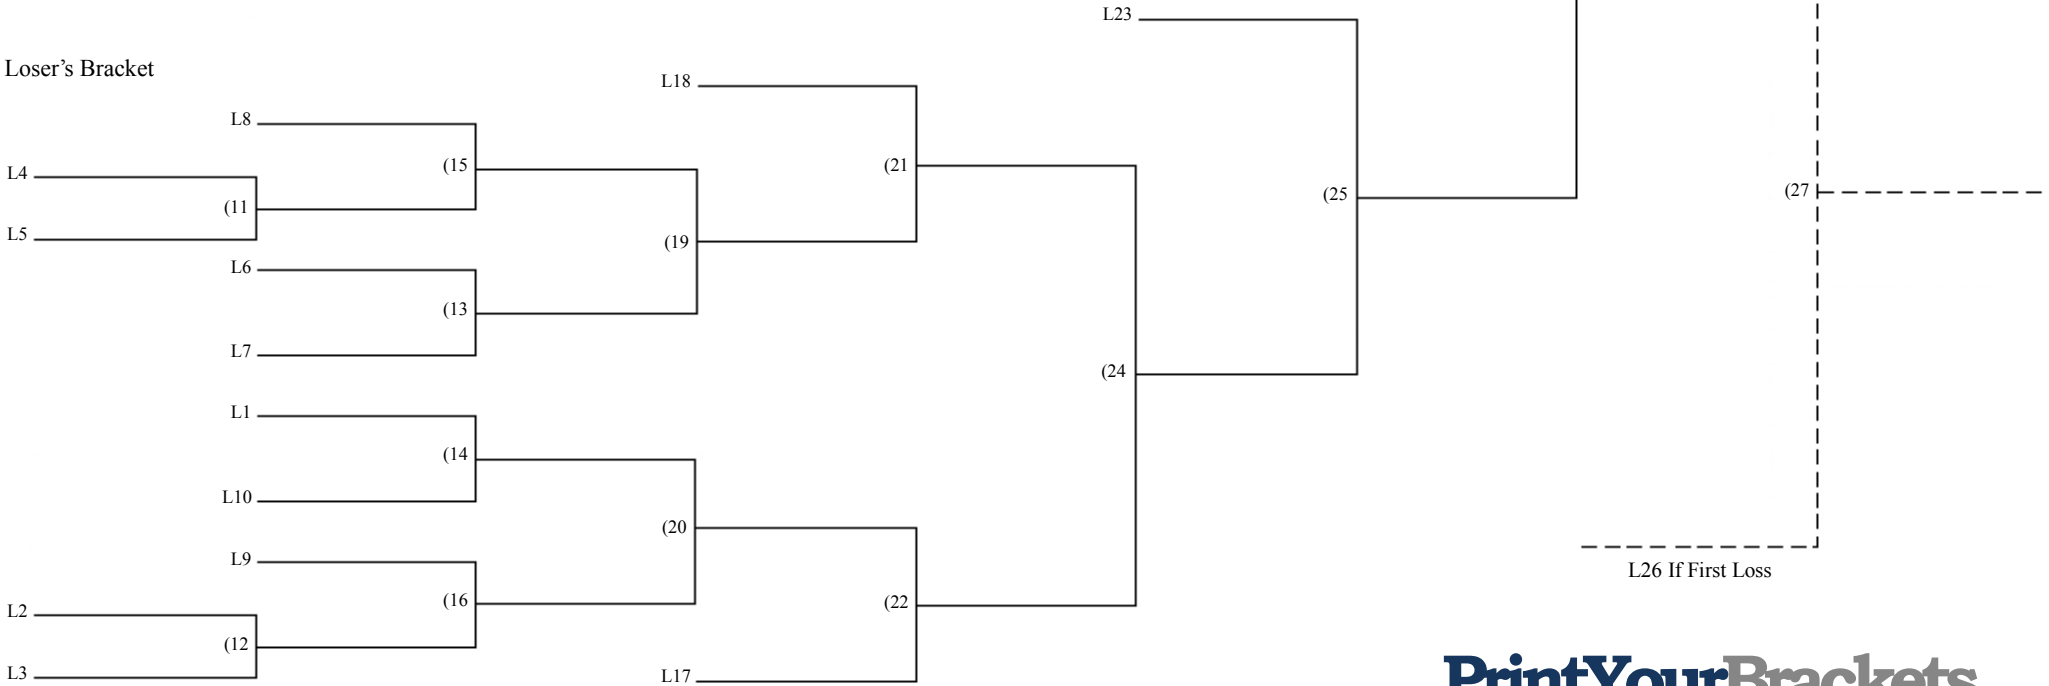 L23
Loser’s Bracket
L18
L8
(15
(21
L4
(11
(27
(25
L5
(19
L6
(13
L7
(24
L1
(14
L10
(20
L9
L26 If First Loss
(16
(22
L2
(12
L3
L17
PrintYourBrackets